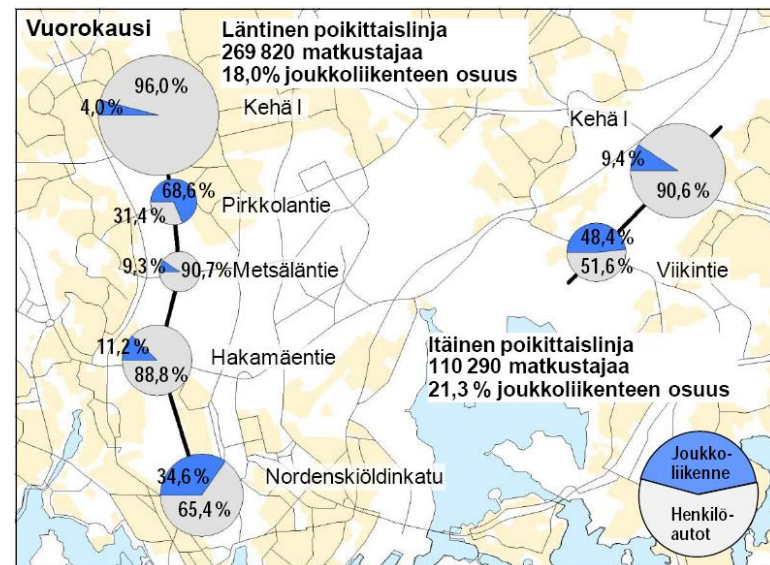 Vuorokausi
Läntinen poikittaislinja
269 820 matkustajaa
18,0% joukkoliikenteen osuus
96,0%
4,0%
Kehä I
68,6%
31,4%
Pirkkolantie
9,3%
90,7%
Metsäläntie
11,2%
88,8%
Hakamäentie
34,6%
65,4%
Nordenskiöldinkatu
Kehä I
9,4%
90,6%
48,4%
51,6%
Viikintie
Itäinen poikittaislinja
110 290 matkustajaa
21,3 % joukkoliikenteen osuus
Joukko-
liikenne
Henkilö-
autot